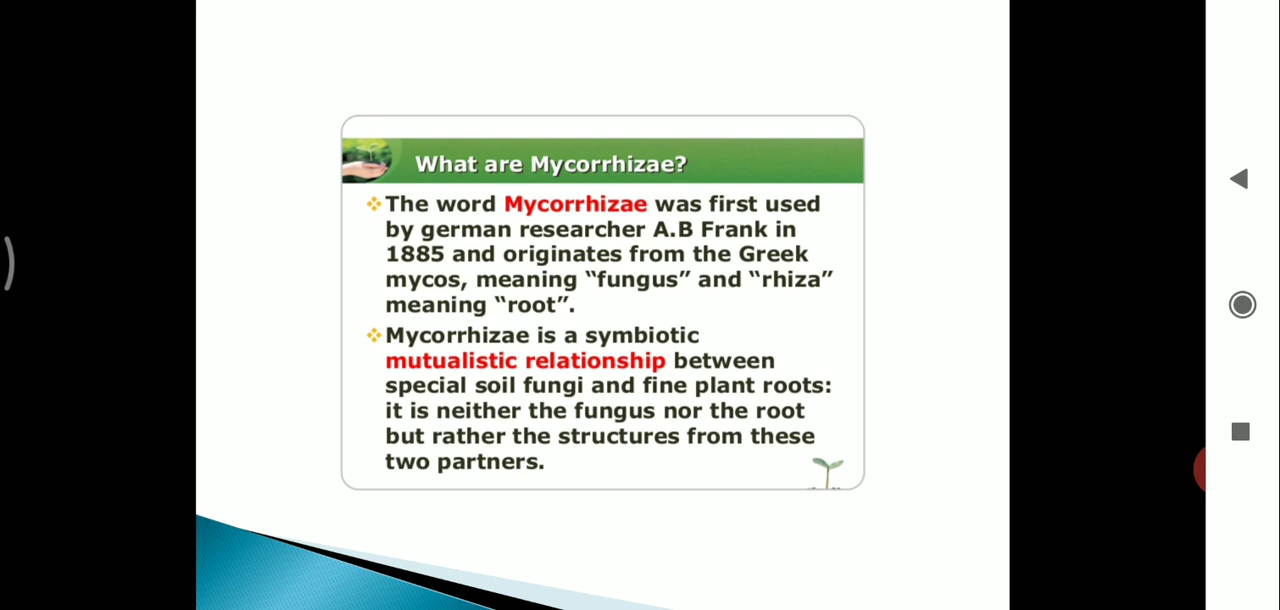 What are Mycorrhizae?
The word Mycorrhizae was first used
by german researcher A.B Frank in
1885 and originates from the Greek
mycos, meaning “fungus” and “rhiza”
meaning “root”.
Mycorrhizae is a symbiotic
mutualistic relationship between
special soil fungi and fine plant roots:
it is neither the fungus nor the root
but rather the structures from these
two partners.